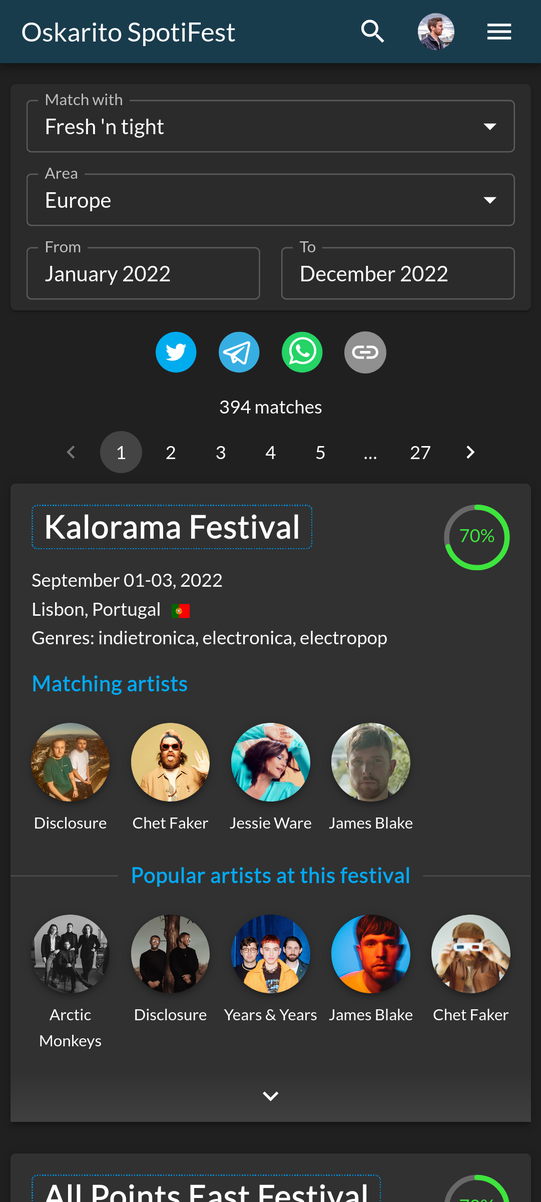 Oskarito SpotiFest
Match with
Fresh 'n tight
Area
Europe
From
January 2022
To
December 2022
394 matches
1 2 3 4 5 ... 27
Kalorama Festival
70%
September 01-03, 2022
Lisbon, Portugal
Genres: indietronica, electronica, electropop
Matching artists
Disclosure
Chet Faker
Jessie Ware
James Blake
Popular artists at this festival
Arctic
Monkeys
Disclosure
Years & Years
James Blake
Chet Faker
All Points East Festival